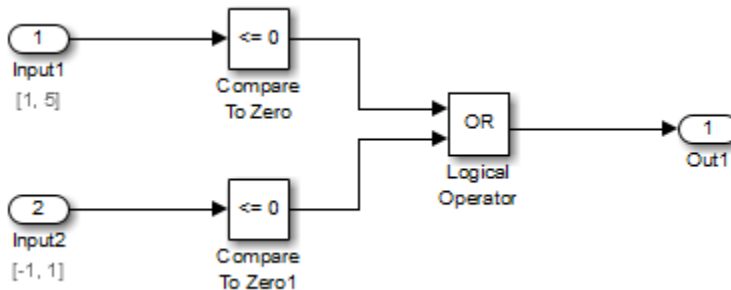 1
Input1
[1, 5]
<= 0
Compare
To Zero
OR
Logical
Operator
1
Out1
2
Input2
[-1, 1]
<= 0
Compare
To Zero1